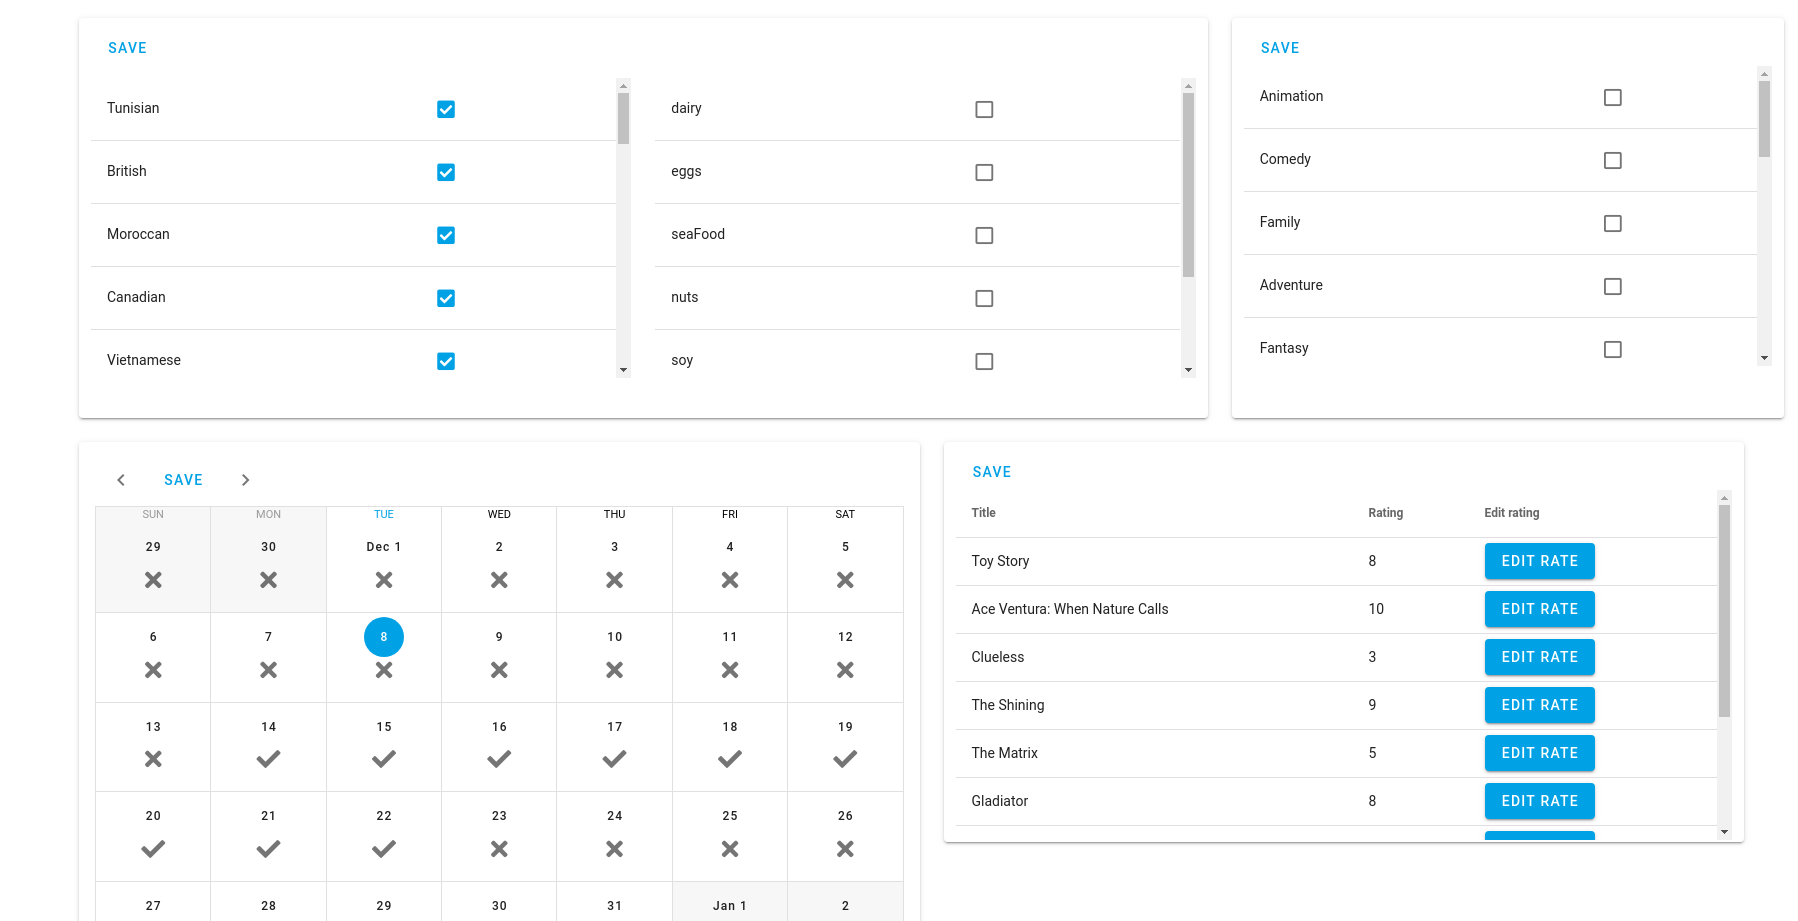 SAVE
Tunisian
British
Moroccan
Canadian
Vietnamese
dairy
eggs
seaFood
nuts
soy
SAVE
Animation
Comedy
Family
Adventure
Fantasy
SAVE
SUN MON TUE WED THU FRI SAT
29 30 Dec 1 2 3 4 5
6 7 8 9 10 11 12
13 14 15 16 17 18 19
20 21 22 23 24 25 26
27 28 29 30 31 Jan 1 2
SAVE
Title Rating Edit rating
Toy Story 8 EDIT RATE
Ace Ventura: When Nature Calls 10 EDIT RATE
Clueless 3 EDIT RATE
The Shining 9 EDIT RATE
The Matrix 5 EDIT RATE
Gladiator 8 EDIT RATE